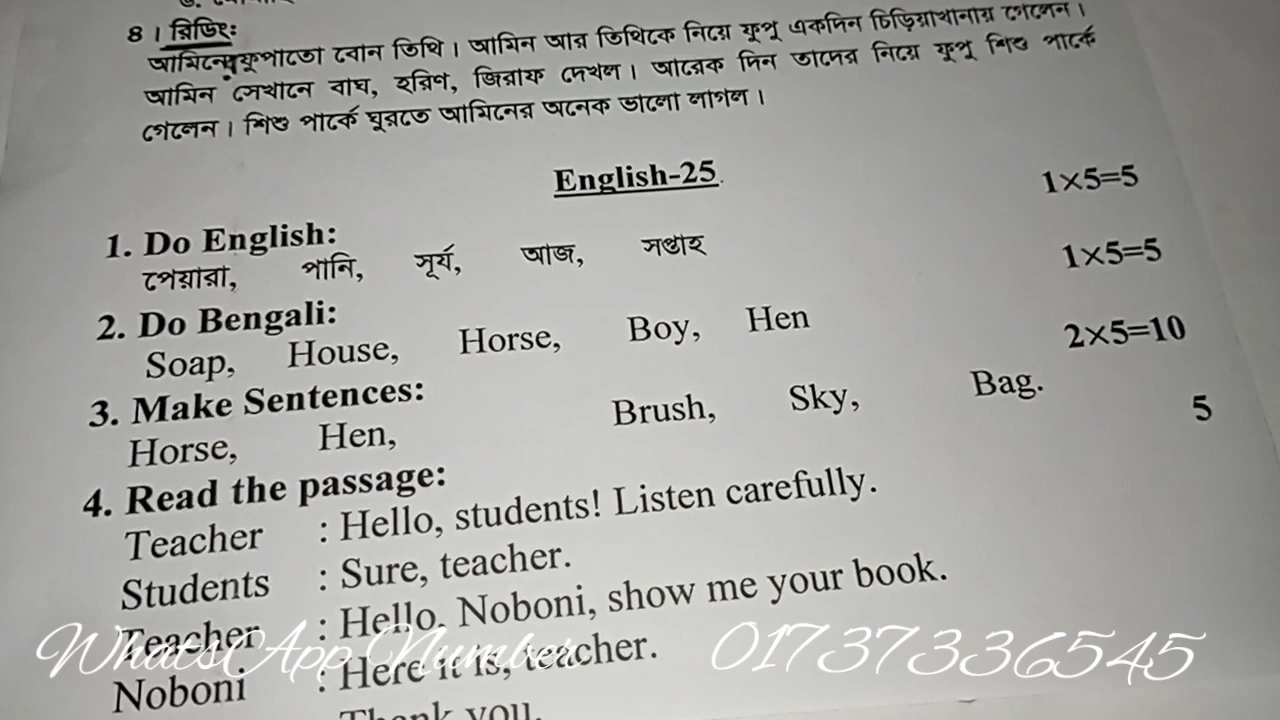 ৪। রিডিং:
আমিনের ফুপাতো বোন তিথি। আমিন আর তিথিকে নিয়ে ফুপু একদিন চিড়িয়াখানায় গেলেন।
আমিন সেখানে বাঘ, হরিণ, জিরাফ দেখল। আরেক দিন তাদের নিয়ে ফুপু শিশু পার্কে
গেলেন। শিশু পার্কে ঘুরতে আমিনের অনেক ভালো লাগল।
English-25
1. Do English: 1×5=5
পেয়ারা, পানি, সূর্য, আজ, সপ্তাহ
2. Do Bengali: 1×5=5
Soap, House, Horse, Boy, Hen
3. Make Sentences: 2×5=10
Horse, Hen, Brush, Sky, Bag.
4. Read the passage: 5
Teacher : Hello, students! Listen carefully.
Students : Sure, teacher.
Teacher : Hello, Noboni, show me your book.
Noboni : Here it is, teacher.
Thank you.
WhatsApp Number 01737336545